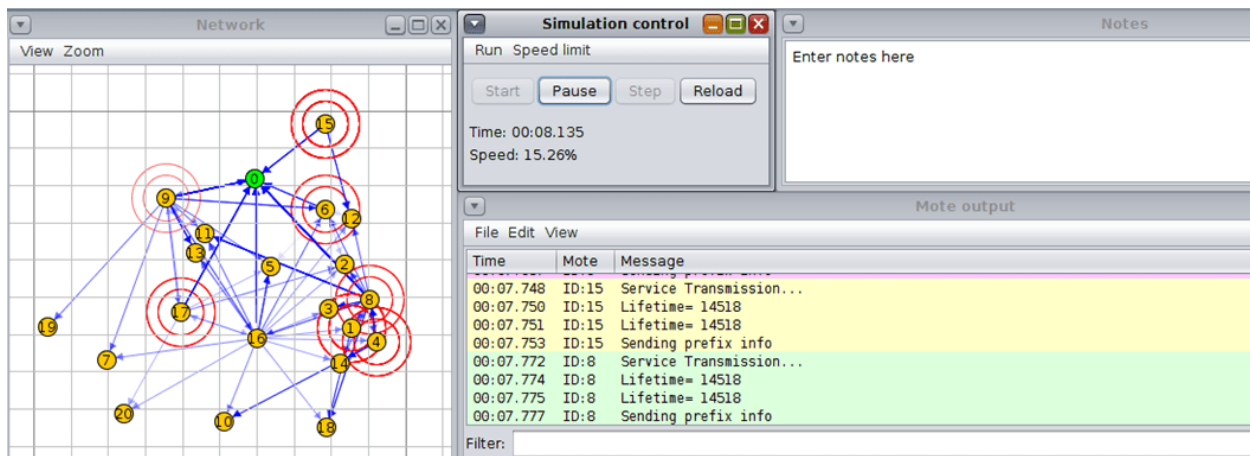 Network
View Zoom
15
0
9
6
12
11
13
5
2
8
17
3
1
19
16
4
7
14
20
10
18
Simulation control
Run Speed limit
Start Pause Step Reload
Time: 00:08.135
Speed: 15.26%
Notes
Enter notes here
Mote output
File Edit View
Time Mote Message
00:07.748 ID:15 Service Transmission...
00:07.750 ID:15 Lifetime= 14518
00:07.751 ID:15 Lifetime= 14518
00:07.753 ID:15 Sending prefix info
00:07.772 ID:8 Service Transmission...
00:07.774 ID:8 Lifetime= 14518
00:07.775 ID:8 Lifetime= 14518
00:07.777 ID:8 Sending prefix info
Filter: